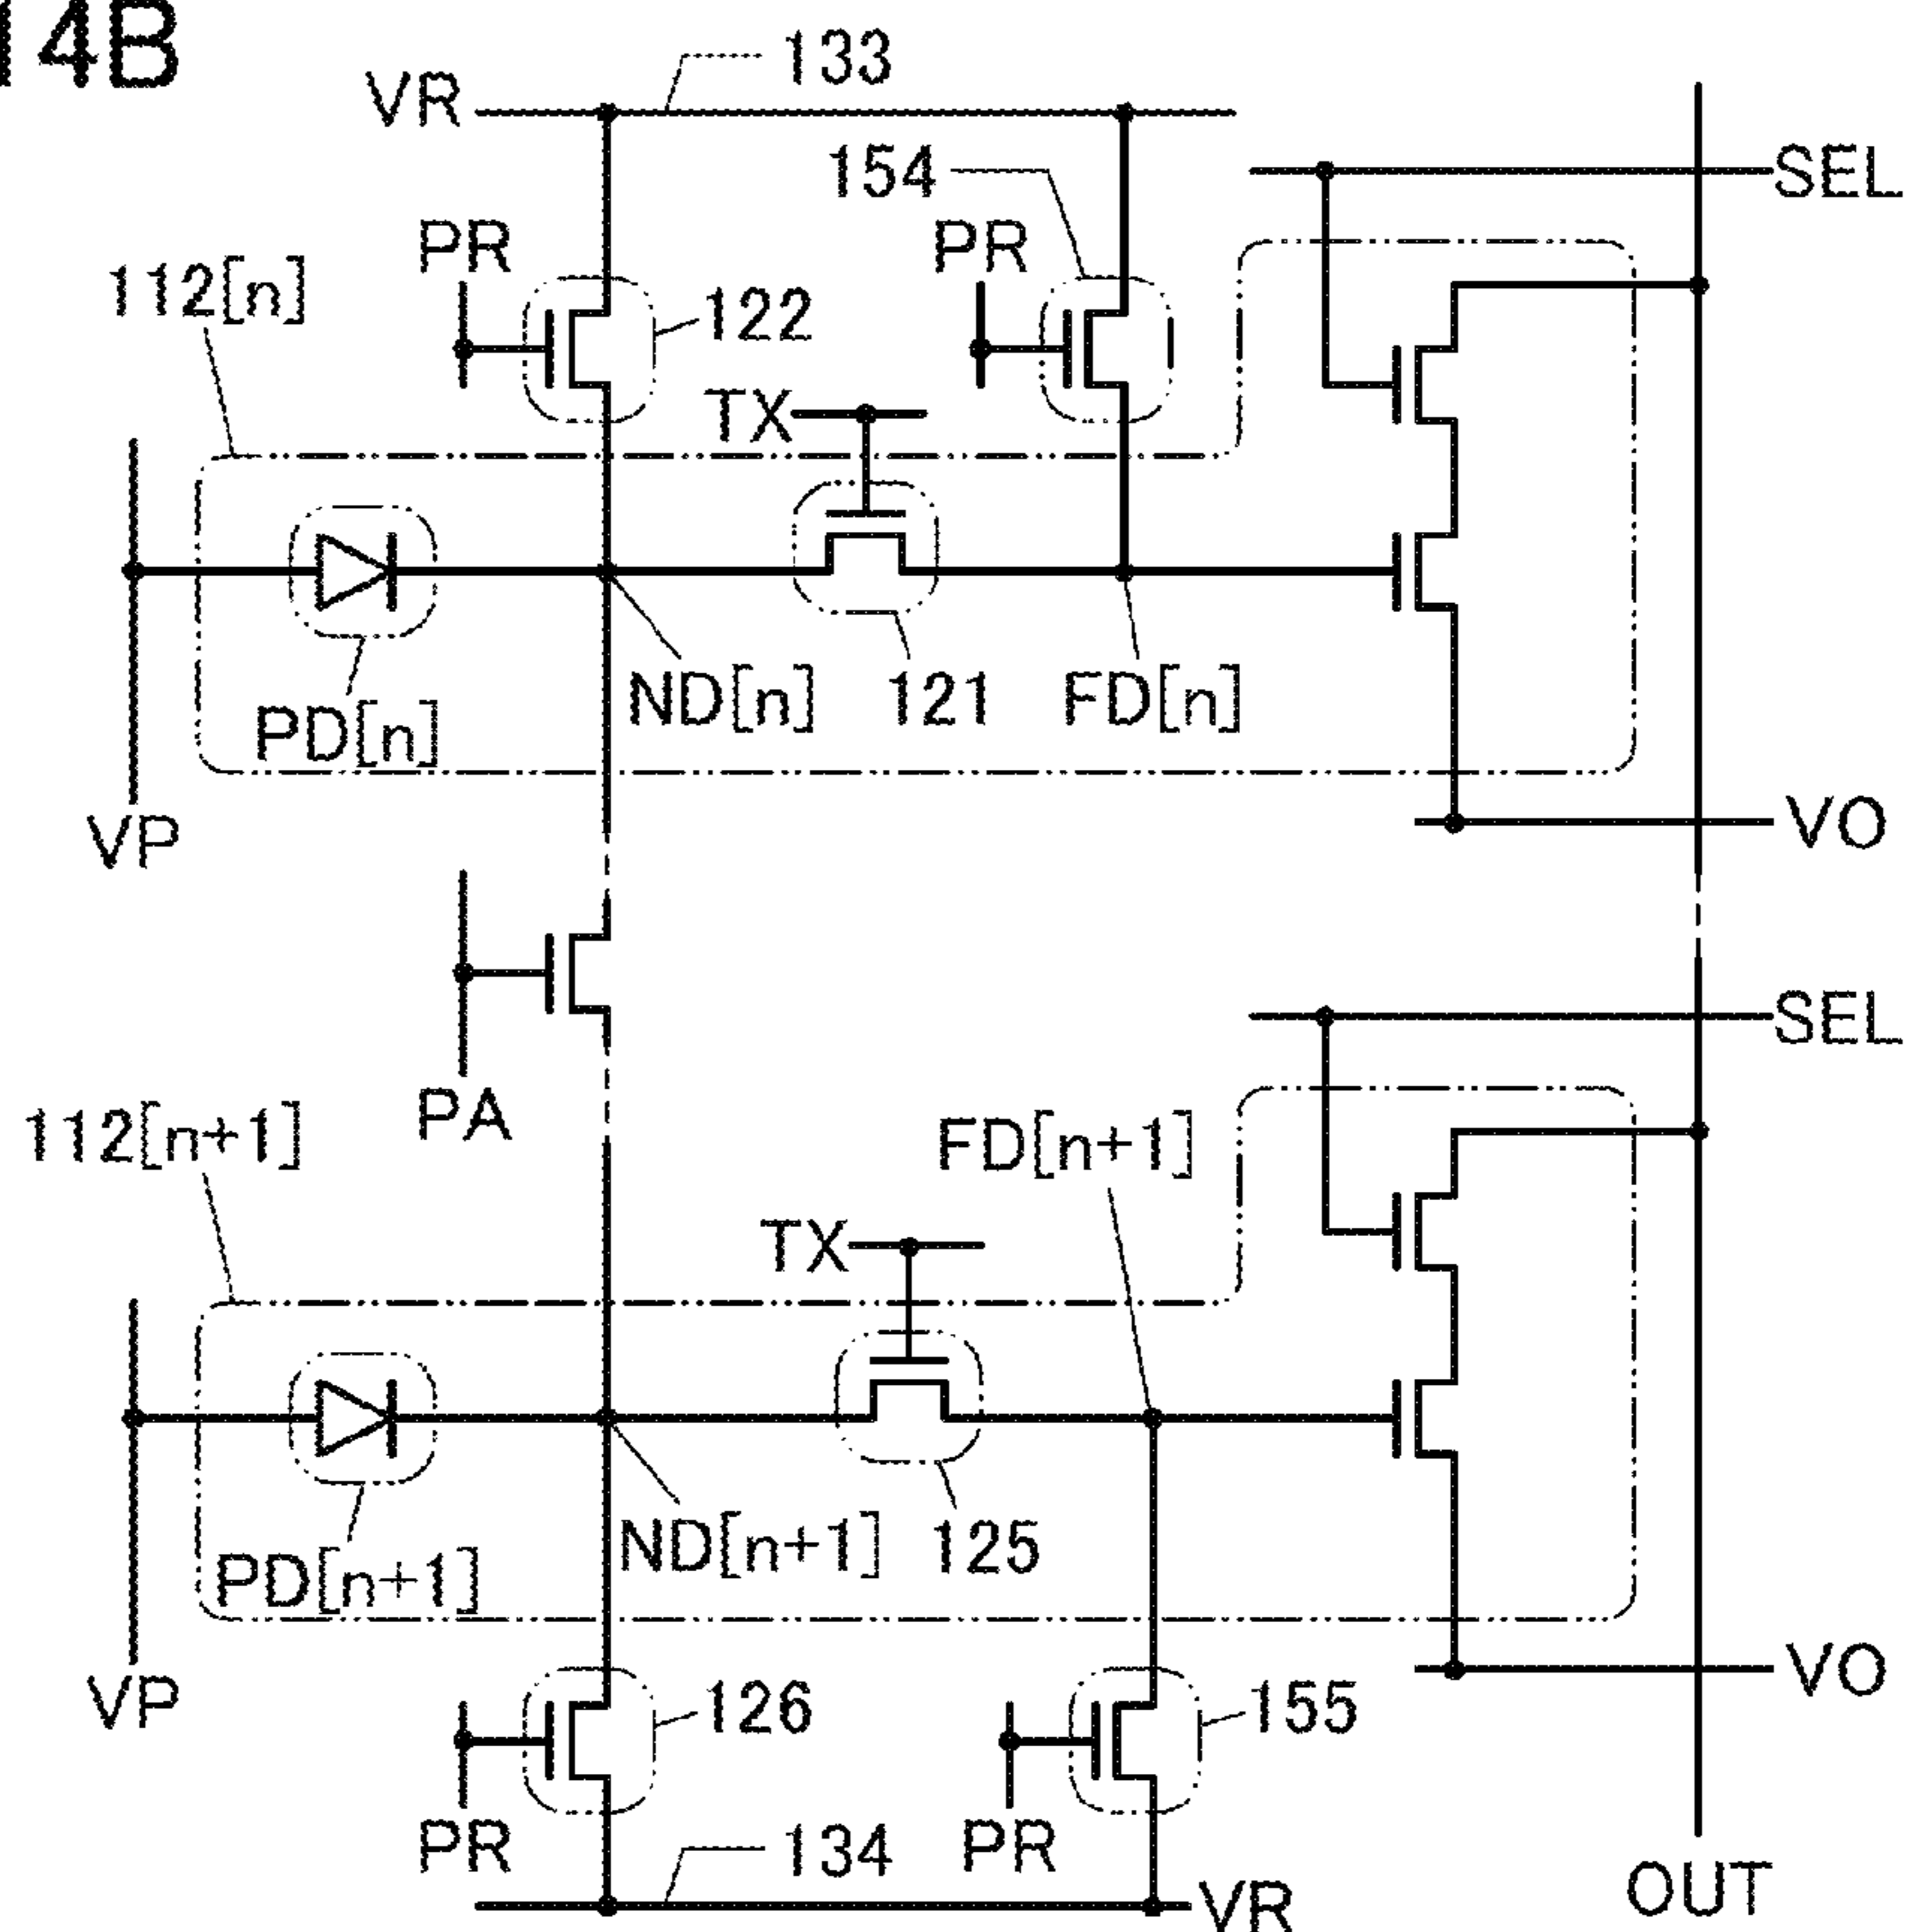 14B
133
VR
154
SEL
PR
PR
112[n]
122
TX
ND[n]
121
FD[n]
PD[n]
VP
VO
SEL
PA
112[n+1]
FD[n+1]
TX
ND[n+1]
125
PD[n+1]
VP
126
155
VO
PR
134
PR
OUT
VR